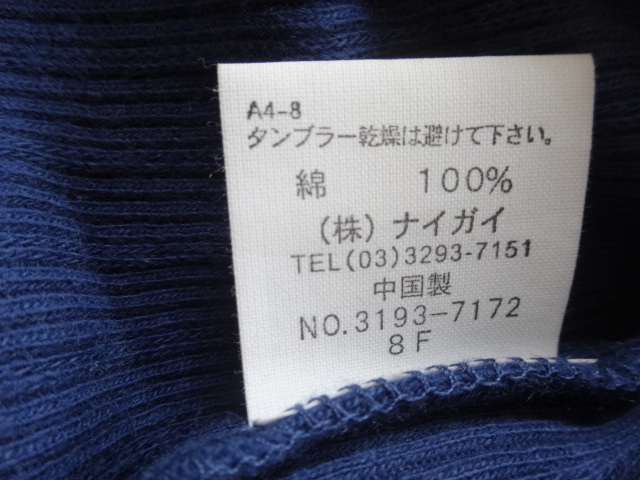 A4-8
タンブラー乾燥は避けて下さい。
綿 100%
(株) ナイガイ
TEL(03)3293-7151
中国製
NO.3193-7172
8F